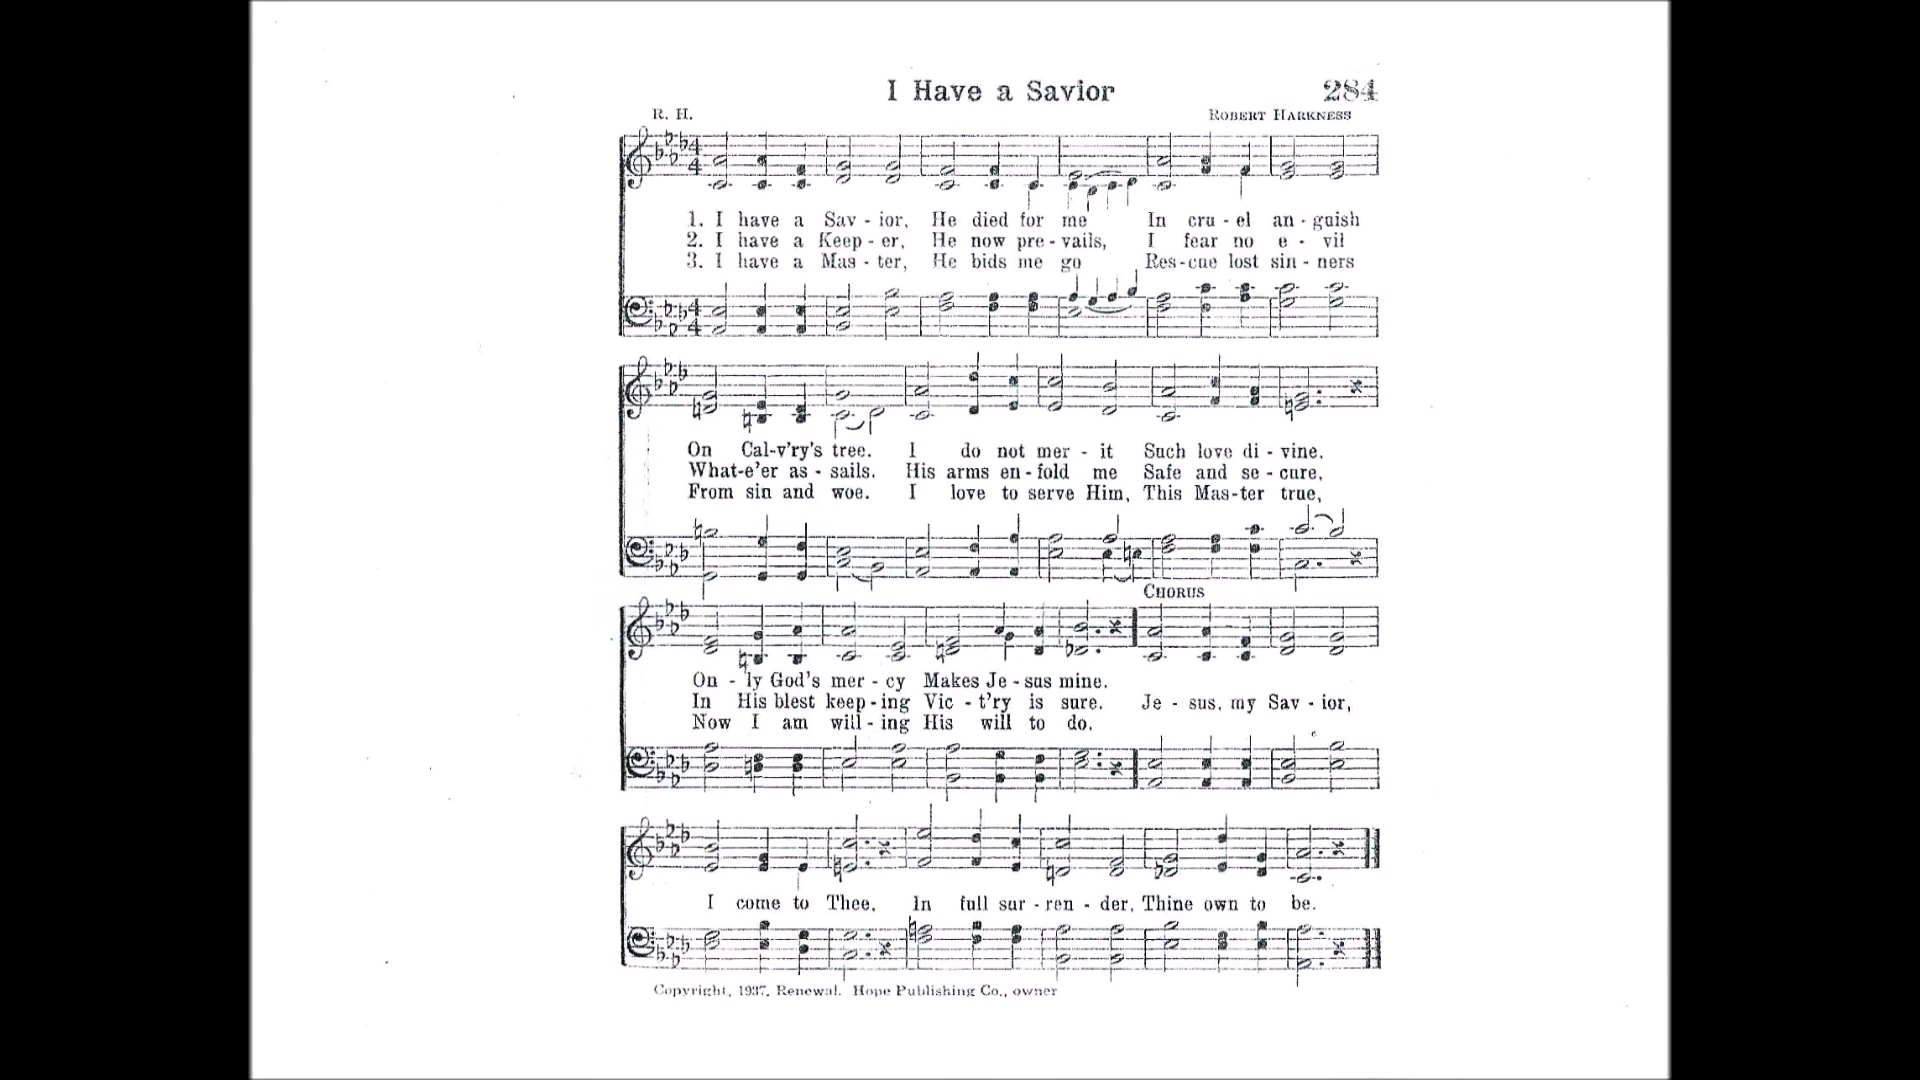 I Have a Savior 284
R. H. ROBERT HARKNESS
1. I have a Sav - ior, He died for me In cru - el an - guish
2. I have a Keep - er, He now pre - vails, I fear no e - vil
3. I have a Mas - ter, He bids me go Res - cue lost sin - ners
On Cal-v'ry's tree. I do not mer - it Such love di - vine,
What-e'er as - sails. His arms en - fold me Safe and se - cure,
From sin and woe. I love to serve Him, This Mas - ter true,
CHORUS
On - ly God's mer - cy Makes Je - sus mine.
In His blest keep - ing Vic - t'ry is sure. Je - sus, my Sav - ior,
Now I am will - ing His will to do.
I come to Thee, In full sur - ren - der, Thine own to be.
Copyright, 1937, Renewal. Hope Publishing Co., owner